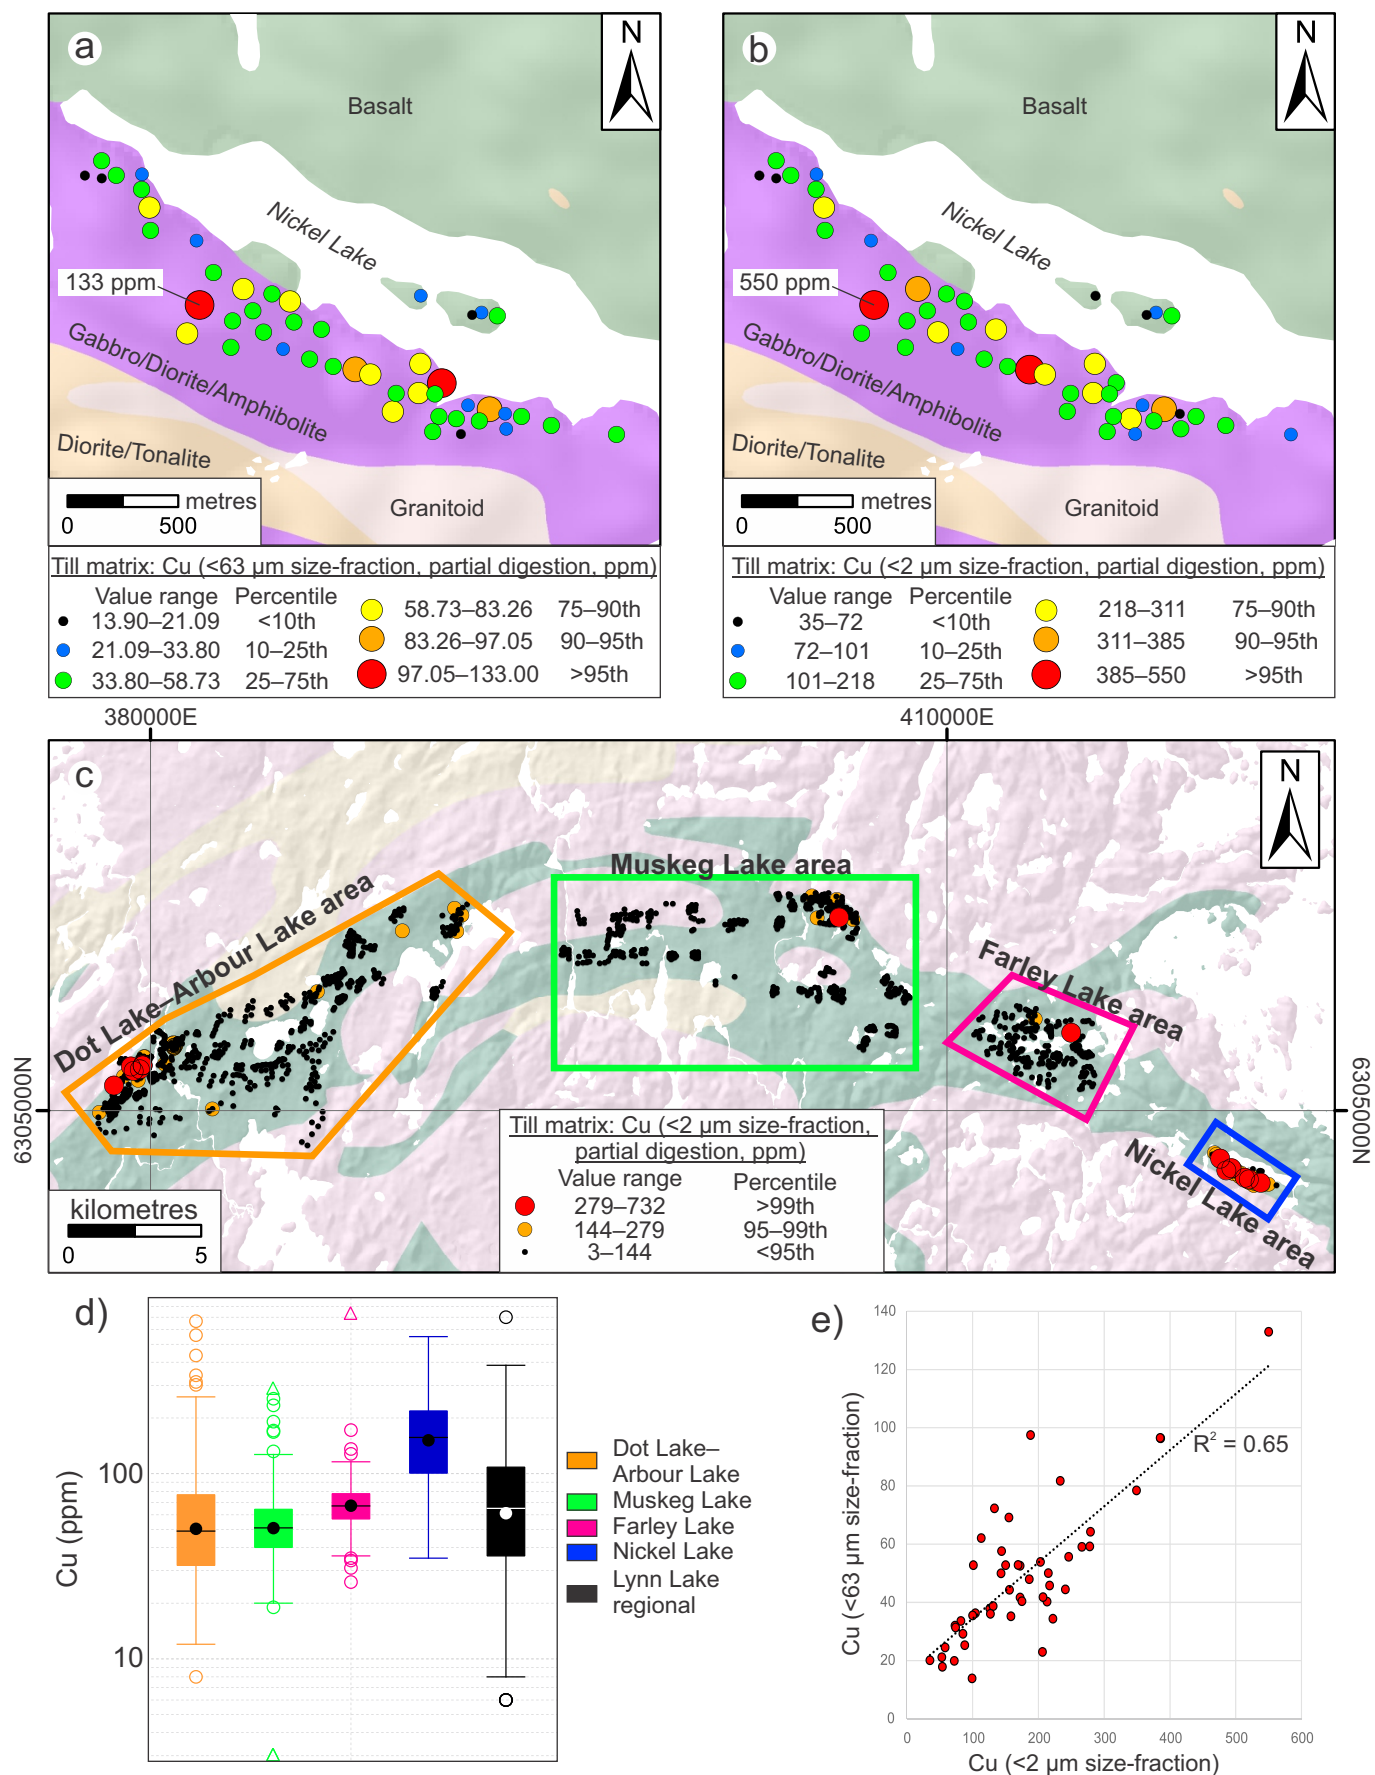 a
N
Basalt
Nickel Lake
133 ppm
Gabbro/Diorite/Amphibolite
Diorite/Tonalite
Granitoid
metres
0 500
Till matrix: Cu (<63 µm size-fraction, partial digestion, ppm)
Value range Percentile
13.90–21.09 <10th
21.09–33.80 10–25th
33.80–58.73 25–75th
58.73–83.26 75–90th
83.26–97.05 90–95th
97.05–133.00 >95th
b
N
Basalt
Nickel Lake
550 ppm
Gabbro/Diorite/Amphibolite
Diorite/Tonalite
Granitoid
metres
0 500
Till matrix: Cu (<2 µm size-fraction, partial digestion, ppm)
Value range Percentile
35–72 <10th
72–101 10–25th
101–218 25–75th
218–311 75–90th
311–385 90–95th
385–550 >95th
380000E 410000E
c
N
Muskeg Lake area
Dot Lake–Arbour Lake area
Farley Lake area
Nickel Lake area
6305000N
6305000N
kilometres
0 5
Till matrix: Cu (<2 µm size-fraction,
partial digestion, ppm)
Value range Percentile
279–732 >99th
144–279 95–99th
3–144 <95th
d)
Cu (ppm)
100
10
Dot Lake–
Arbour Lake
Muskeg Lake
Farley Lake
Nickel Lake
Lynn Lake
regional
e)
Cu (<63 µm size-fraction)
140
120
100
80
60
40
20
0
R² = 0.65
0 100 200 300 400 500 600
Cu (<2 µm size-fraction)